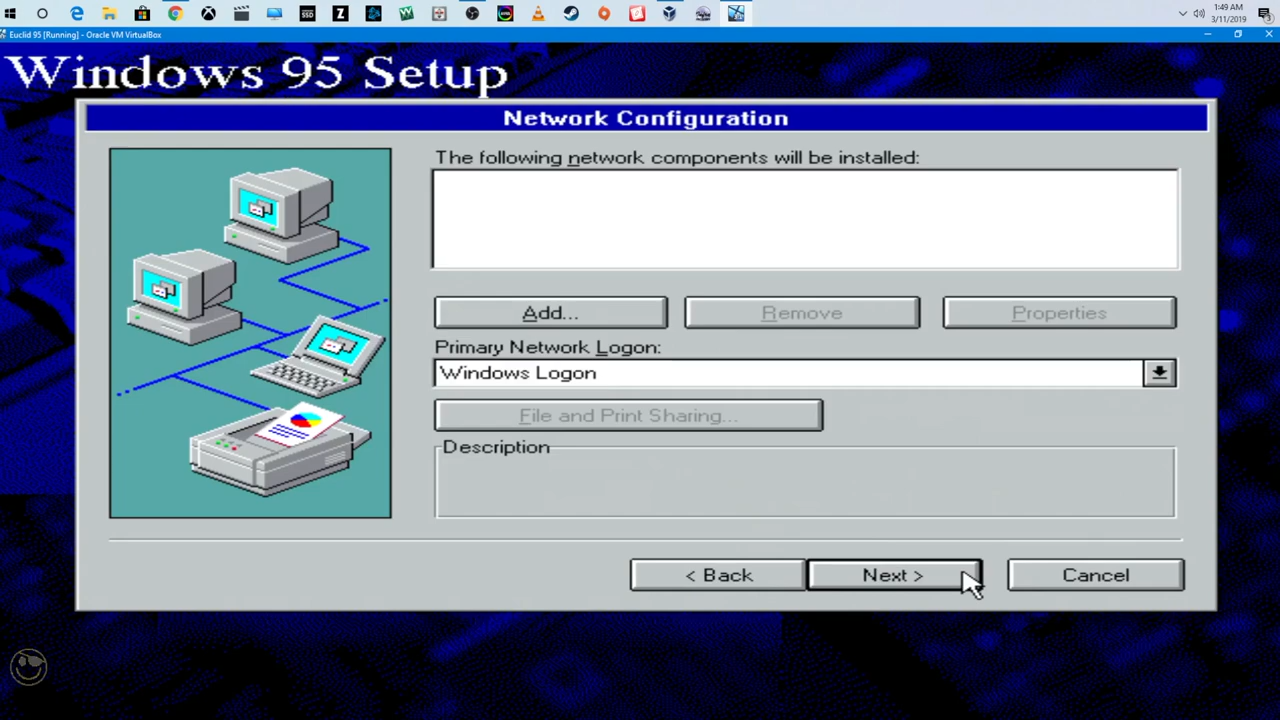 1:49 AM
3/11/2019
Euclid 95 [Running] - Oracle VM VirtualBox
Windows 95 Setup
Network Configuration
The following network components will be installed:
Add...
Remove
Properties
Primary Network Logon:
Windows Logon
File and Print Sharing...
Description
< Back
Next >
Cancel